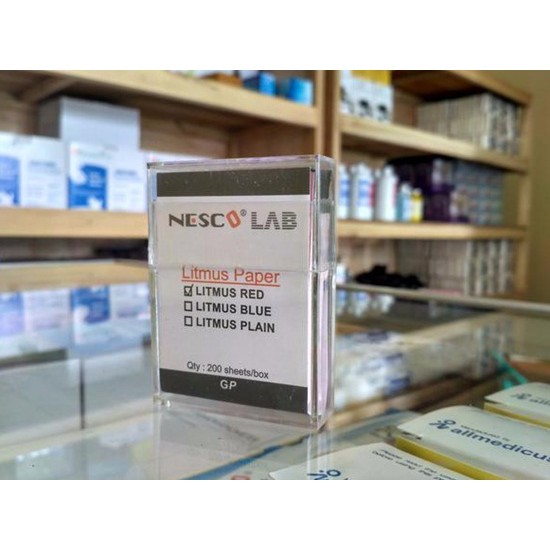 NESCO® LAB
Litmus Paper
☑ LITMUS RED
☐ LITMUS BLUE
☐ LITMUS PLAIN
Qty : 200 sheets/box
GP
allmedicus